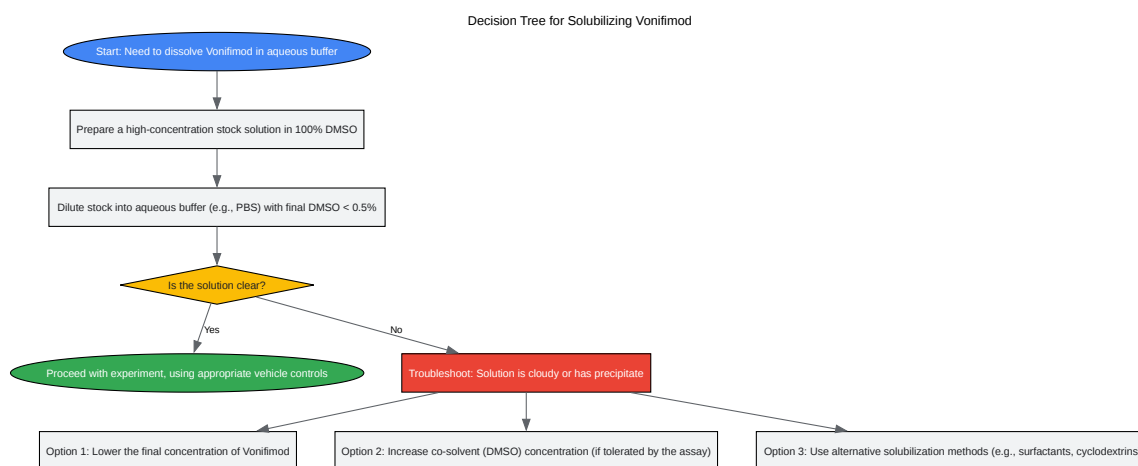 Decision Tree for Solubilizing Vonifimod
Start: Need to dissolve Vonifimod in aqueous buffer
Prepare a high-concentration stock solution in 100% DMSO
Dilute stock into aqueous buffer (e.g., PBS) with final DMSO < 0.5%
Is the solution clear?
Yes
No
Proceed with experiment, using appropriate vehicle controls
Troubleshoot: Solution is cloudy or has precipitate
Option 1: Lower the final concentration of Vonifimod
Option 2: Increase co-solvent (DMSO) concentration (if tolerated by the assay)
Option 3: Use alternative solubilization methods (e.g., surfactants, cyclodextrins